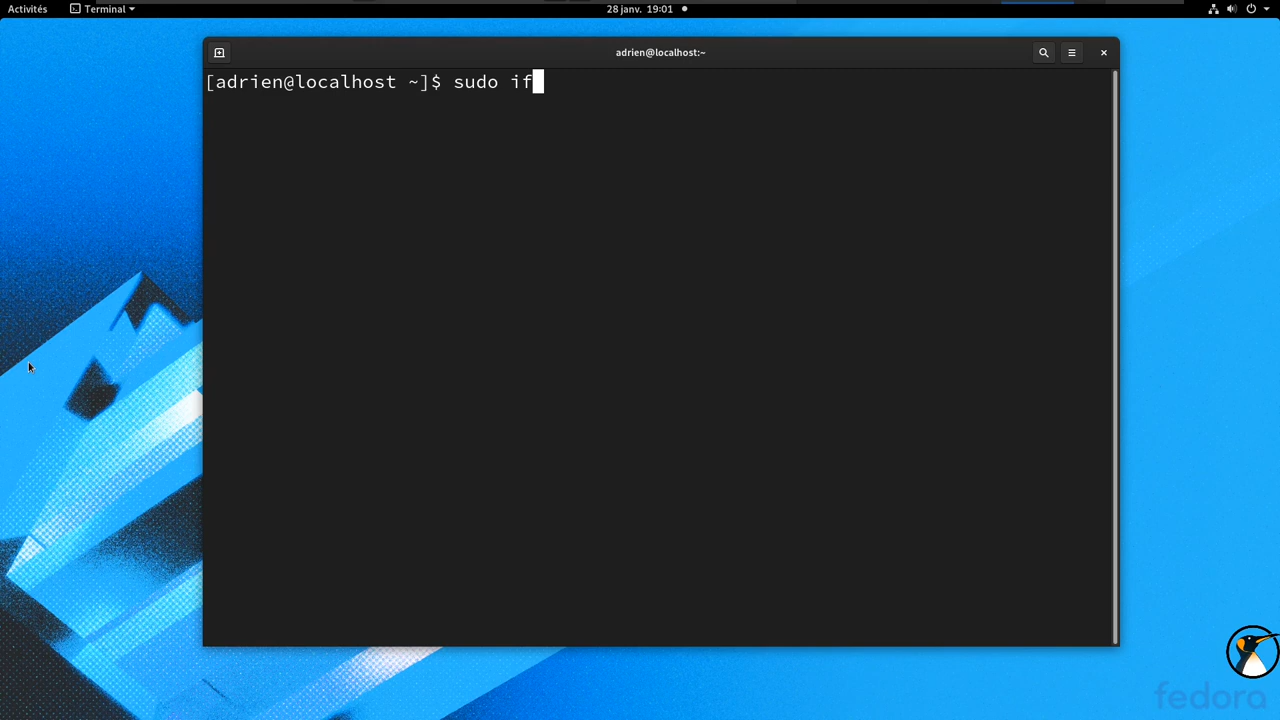 Activités Terminal 28 janv. 19:01
adrien@localhost:~
[adrien@localhost ~]$ sudo if
fedora